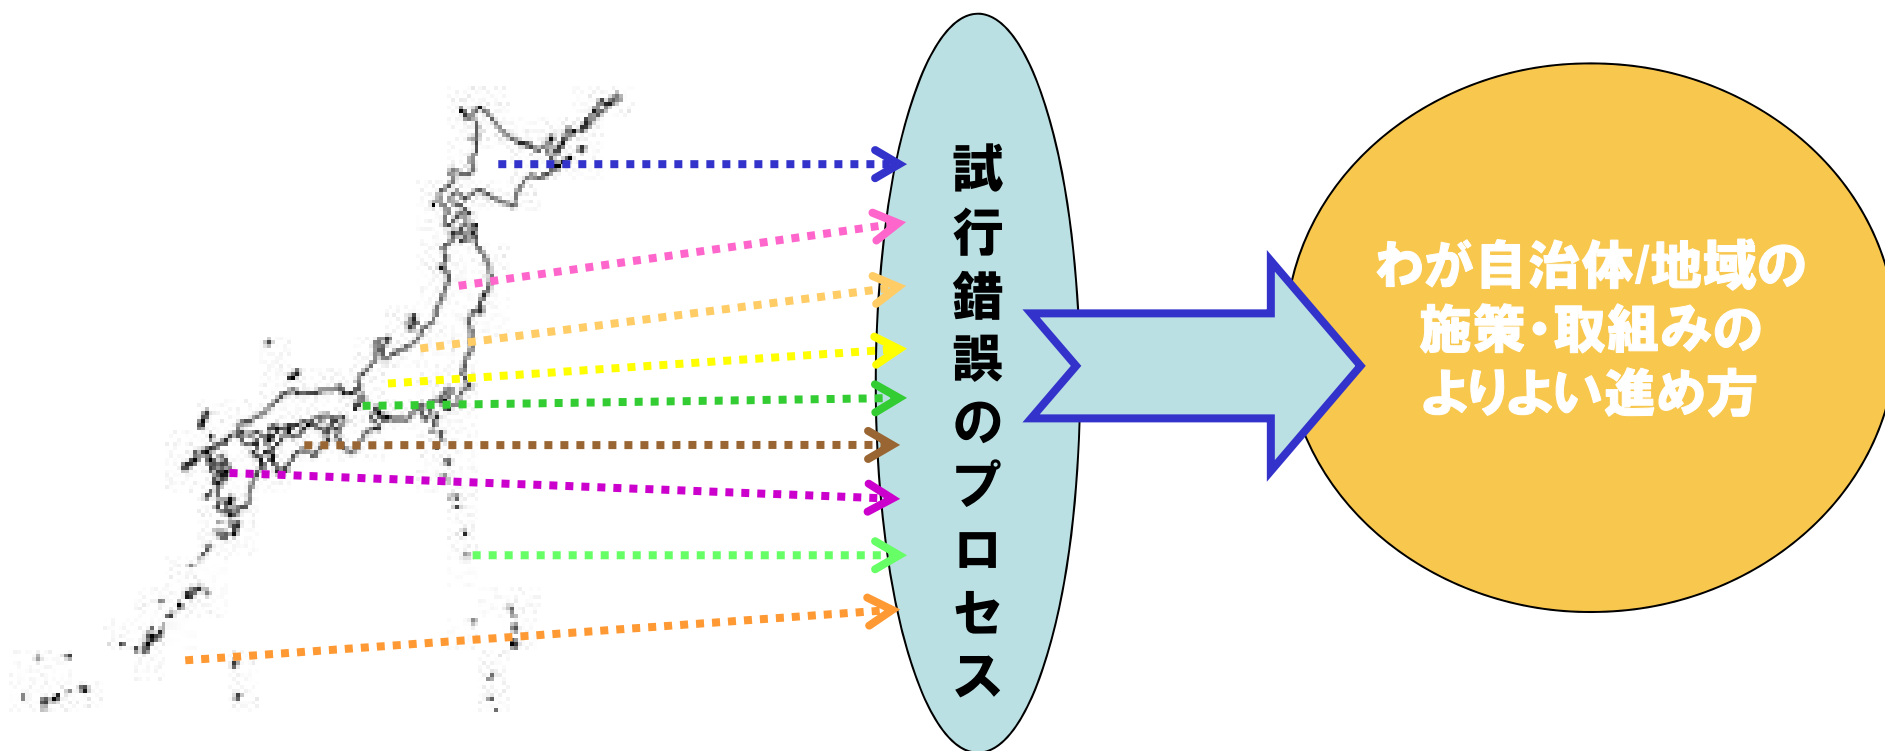 試行錯誤のプロセス
わが自治体/地域の
施策・取組みの
よりよい進め方